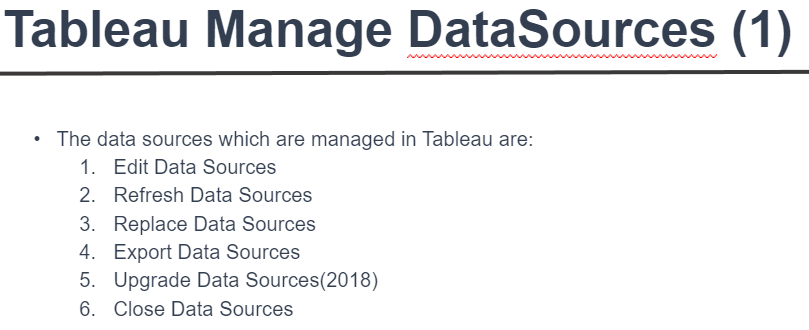 Tableau Manage DataSources (1)
• The data sources which are managed in Tableau are:
1. Edit Data Sources
2. Refresh Data Sources
3. Replace Data Sources
4. Export Data Sources
5. Upgrade Data Sources(2018)
6. Close Data Sources